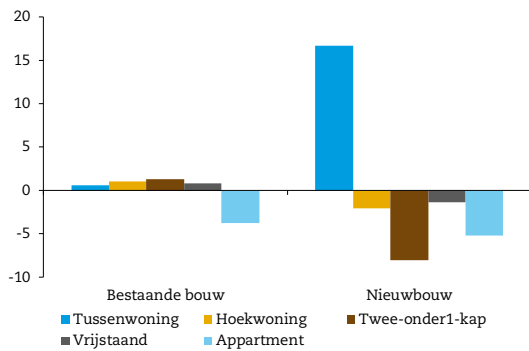 20
15
10
5
0
-5
-10
Bestaande bouw Nieuwbouw
Tussenwoning Hoekwoning Twee-onder1-kap
Vrijstaand Appartment